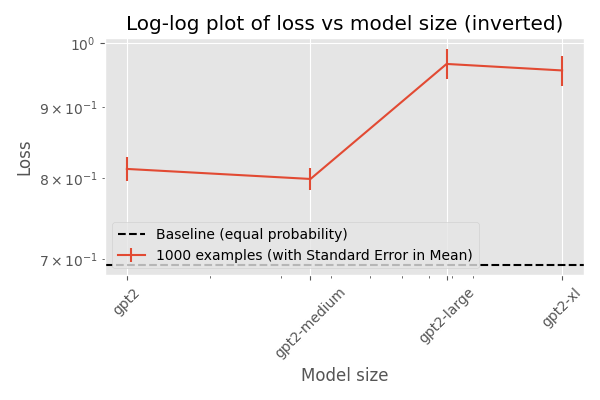 Log-log plot of loss vs model size (inverted)
10⁰
9 × 10⁻¹
8 × 10⁻¹
7 × 10⁻¹
Loss
Baseline (equal probability)
1000 examples (with Standard Error in Mean)
gpt2
gpt2-medium
gpt2-large
gpt2-xl
Model size